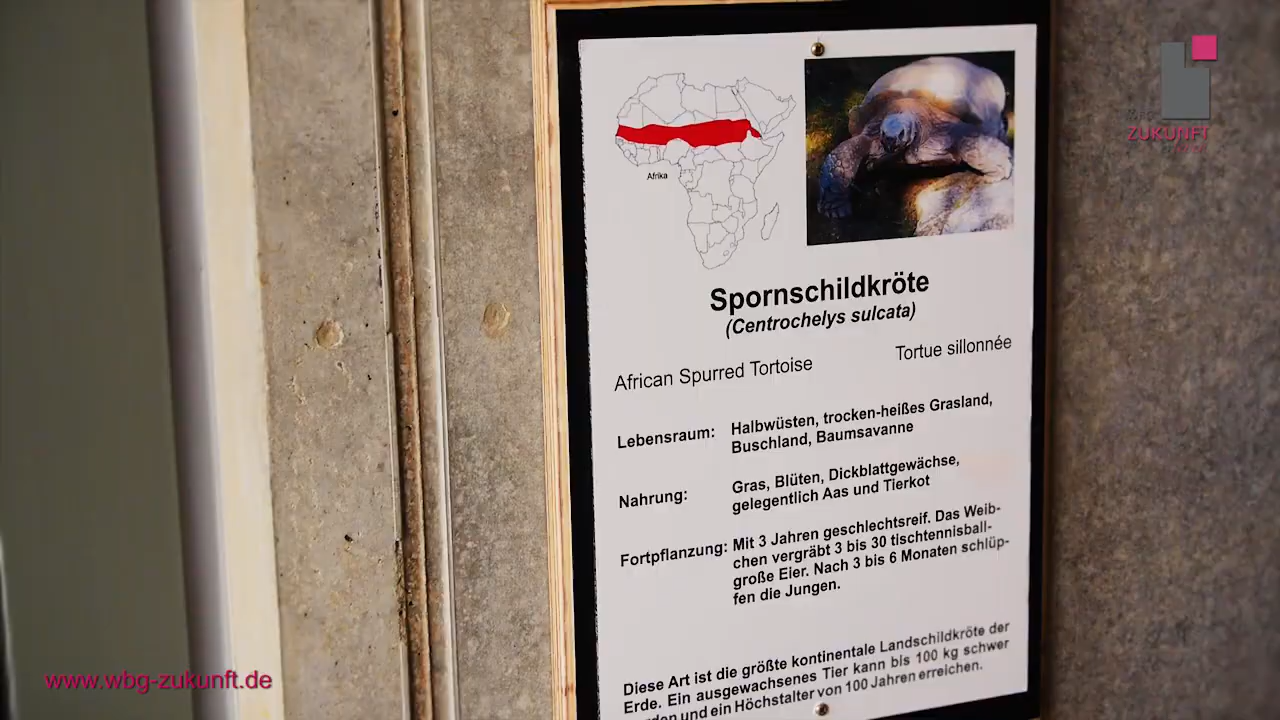 ZUKUNFT
Afrika
Spornschildkröte
(Centrochelys sulcata)
African Spurred Tortoise
Tortue sillonnée
Lebensraum: Halbwüsten, trocken-heißes Grasland,
Buschland, Baumsavanne
Nahrung: Gras, Blüten, Dickblattgewächse,
gelegentlich Aas und Tierkot
Fortpflanzung: Mit 3 Jahren geschlechtsreif. Das Weib-
chen vergräbt 3 bis 30 tischtennisball-
große Eier. Nach 3 bis 6 Monaten schlüp-
fen die Jungen.
Diese Art ist die größte kontinentale Landschildkröte der
Erde. Ein ausgewachsenes Tier kann bis 100 kg schwer
und ein Höchstalter von 100 Jahren erreichen.
www.wbg-zukunft.de